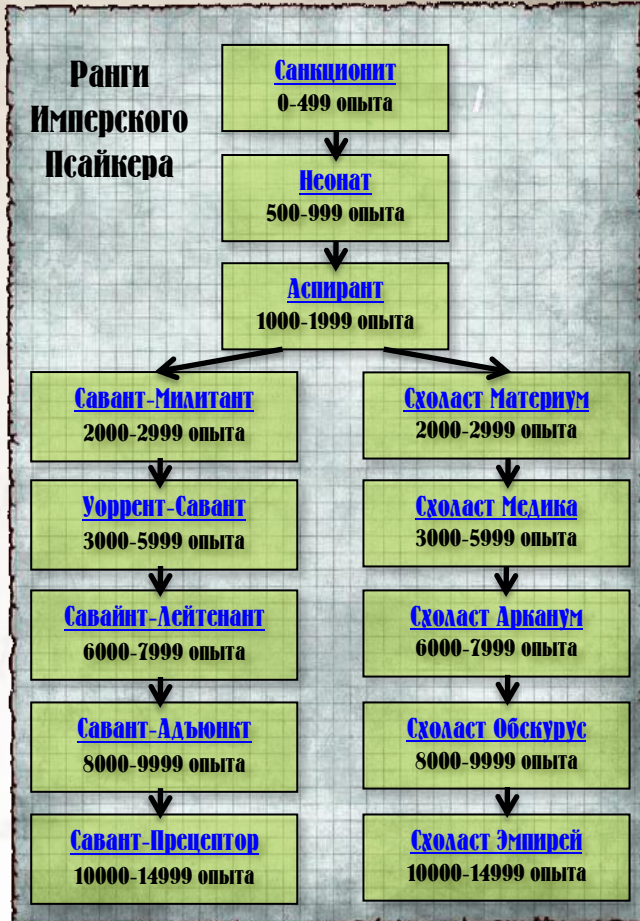 Ранги
Имперского
Псайкера
Санкционит
0-499 опыта
Неонат
500-999 опыта
Аспирант
1000-1999 опыта
Савант-Милитант
2000-2999 опыта
Схоласт Материум
2000-2999 опыта
Уоррент-Савант
3000-5999 опыта
Схоласт Медика
3000-5999 опыта
Савайнт-Лейтенант
6000-7999 опыта
Схоласт Арканум
6000-7999 опыта
Савант-Адъюнкт
8000-9999 опыта
Схоласт Обскурус
8000-9999 опыта
Савант-Прецептор
10000-14999 опыта
Схоласт Эмпирей
10000-14999 опыта